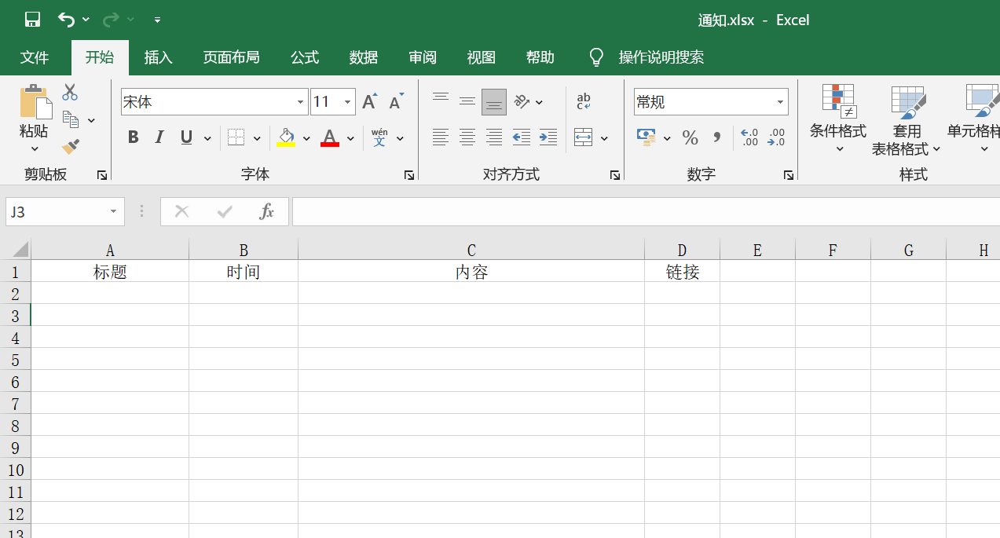 通知.xlsx - Excel
文件 开始 插入 页面布局 公式 数据 审阅 视图 帮助 操作说明搜索
宋体 11 A A ab c 常规
粘贴 B I U A wén 文 % , .00 .0 条件格式 套用 表格格式 单元格样
剪贴板 字体 对齐方式 数字 样式
J3 fx
A B C D E F G H
1 标题 时间 内容 链接
2
3
4
5
6
7
8
9
10
11
12
13